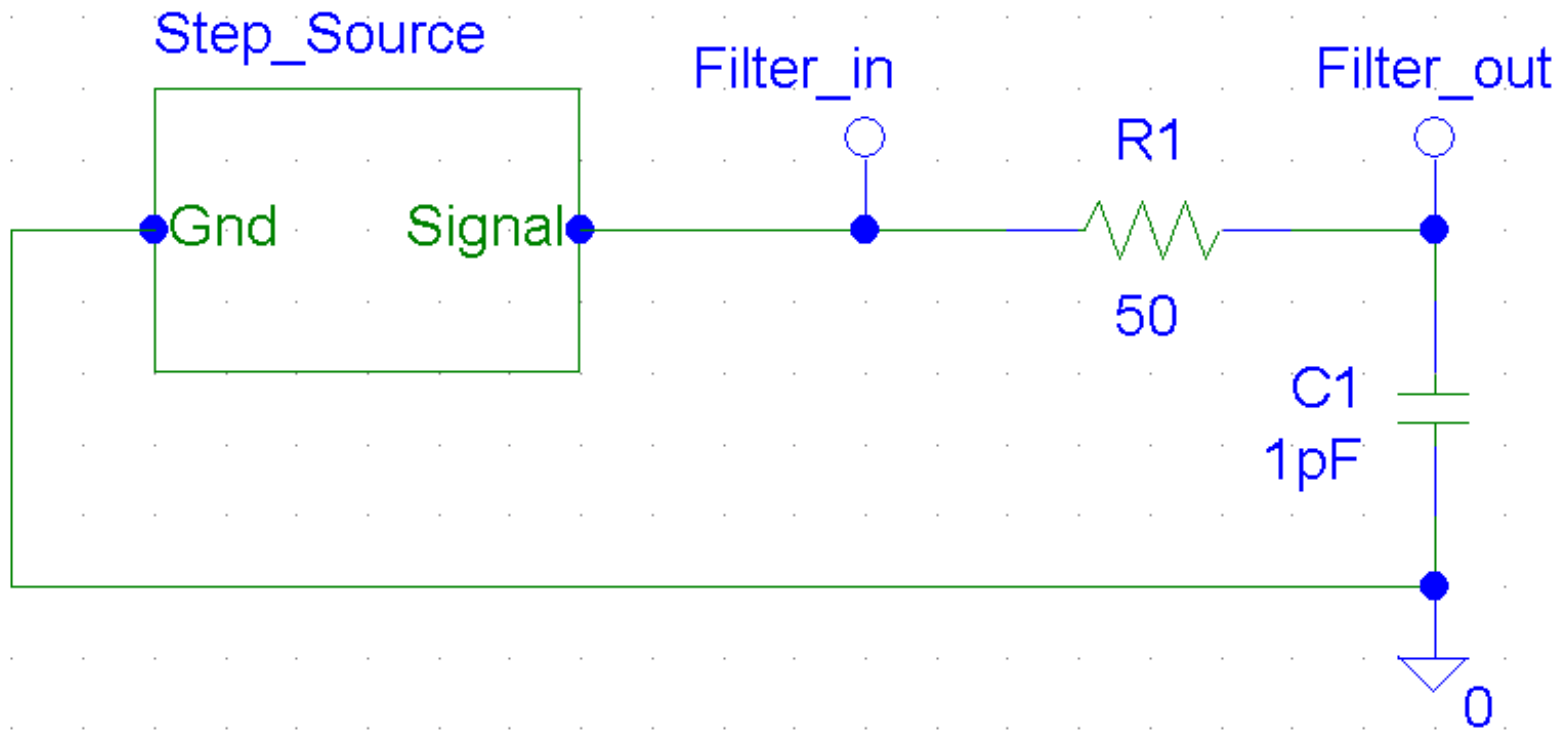 Step_Source
Filter_in
Filter_out
R1
Gnd
Signal
50
C1
1pF
0